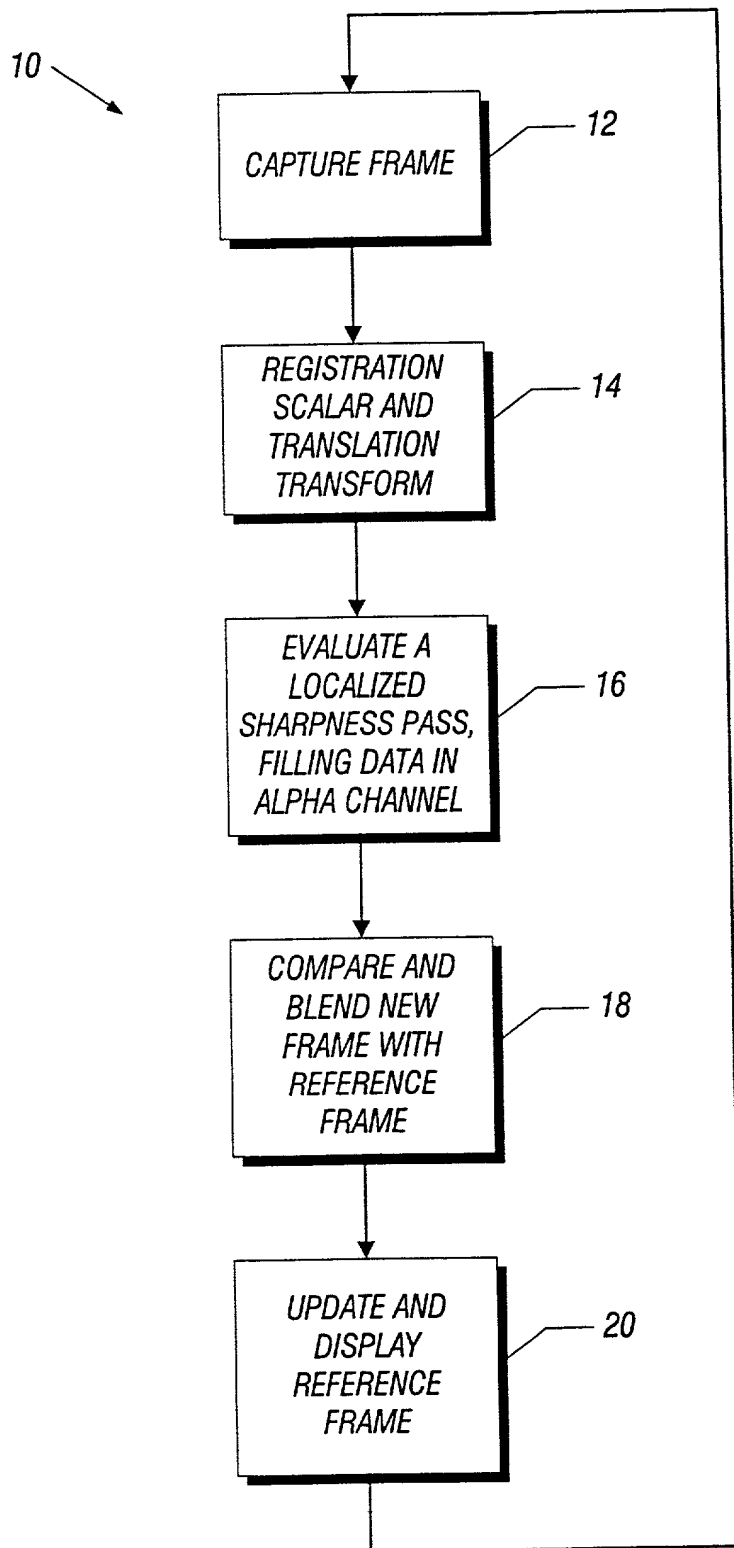 10
CAPTURE FRAME
12
REGISTRATION
SCALAR AND
TRANSLATION
TRANSFORM
14
EVALUATE A
LOCALIZED
SHARPNESS PASS,
FILLING DATA IN
ALPHA CHANNEL
16
COMPARE AND
BLEND NEW
FRAME WITH
REFERENCE
FRAME
18
UPDATE AND
DISPLAY
REFERENCE
FRAME
20